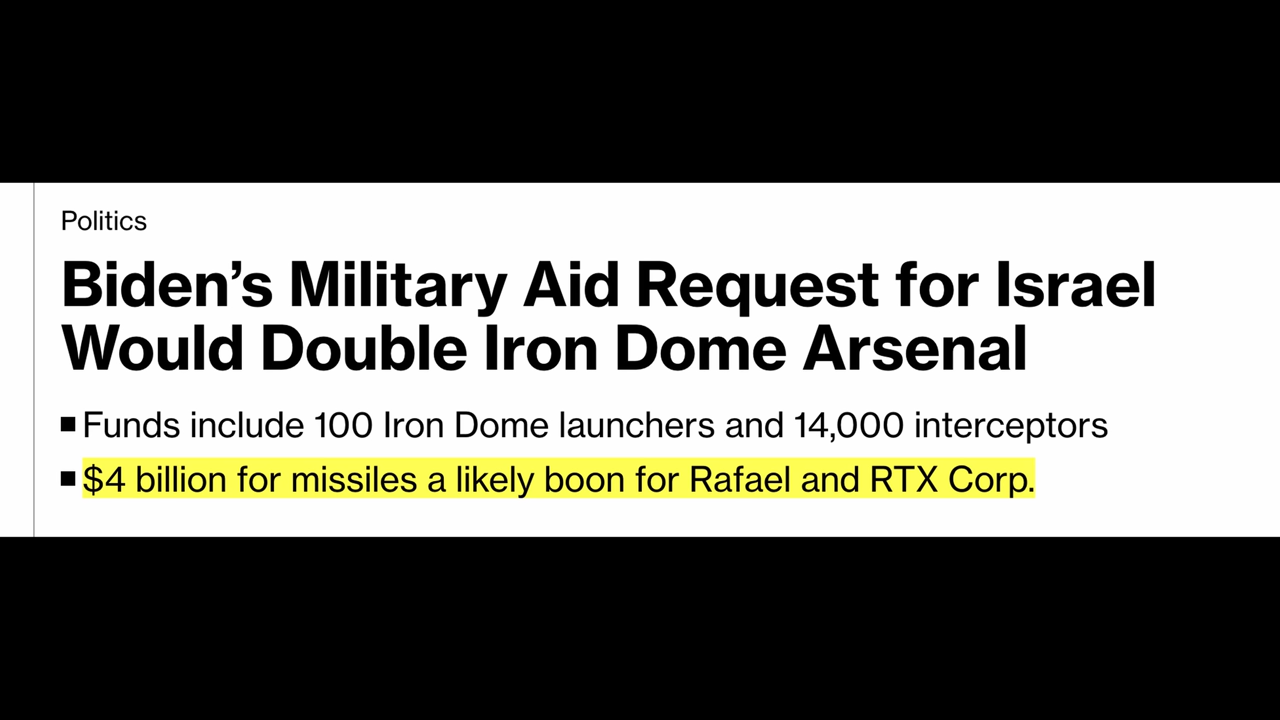 Politics
Biden’s Military Aid Request for Israel
Would Double Iron Dome Arsenal
■ Funds include 100 Iron Dome launchers and 14,000 interceptors
■ $4 billion for missiles a likely boon for Rafael and RTX Corp.